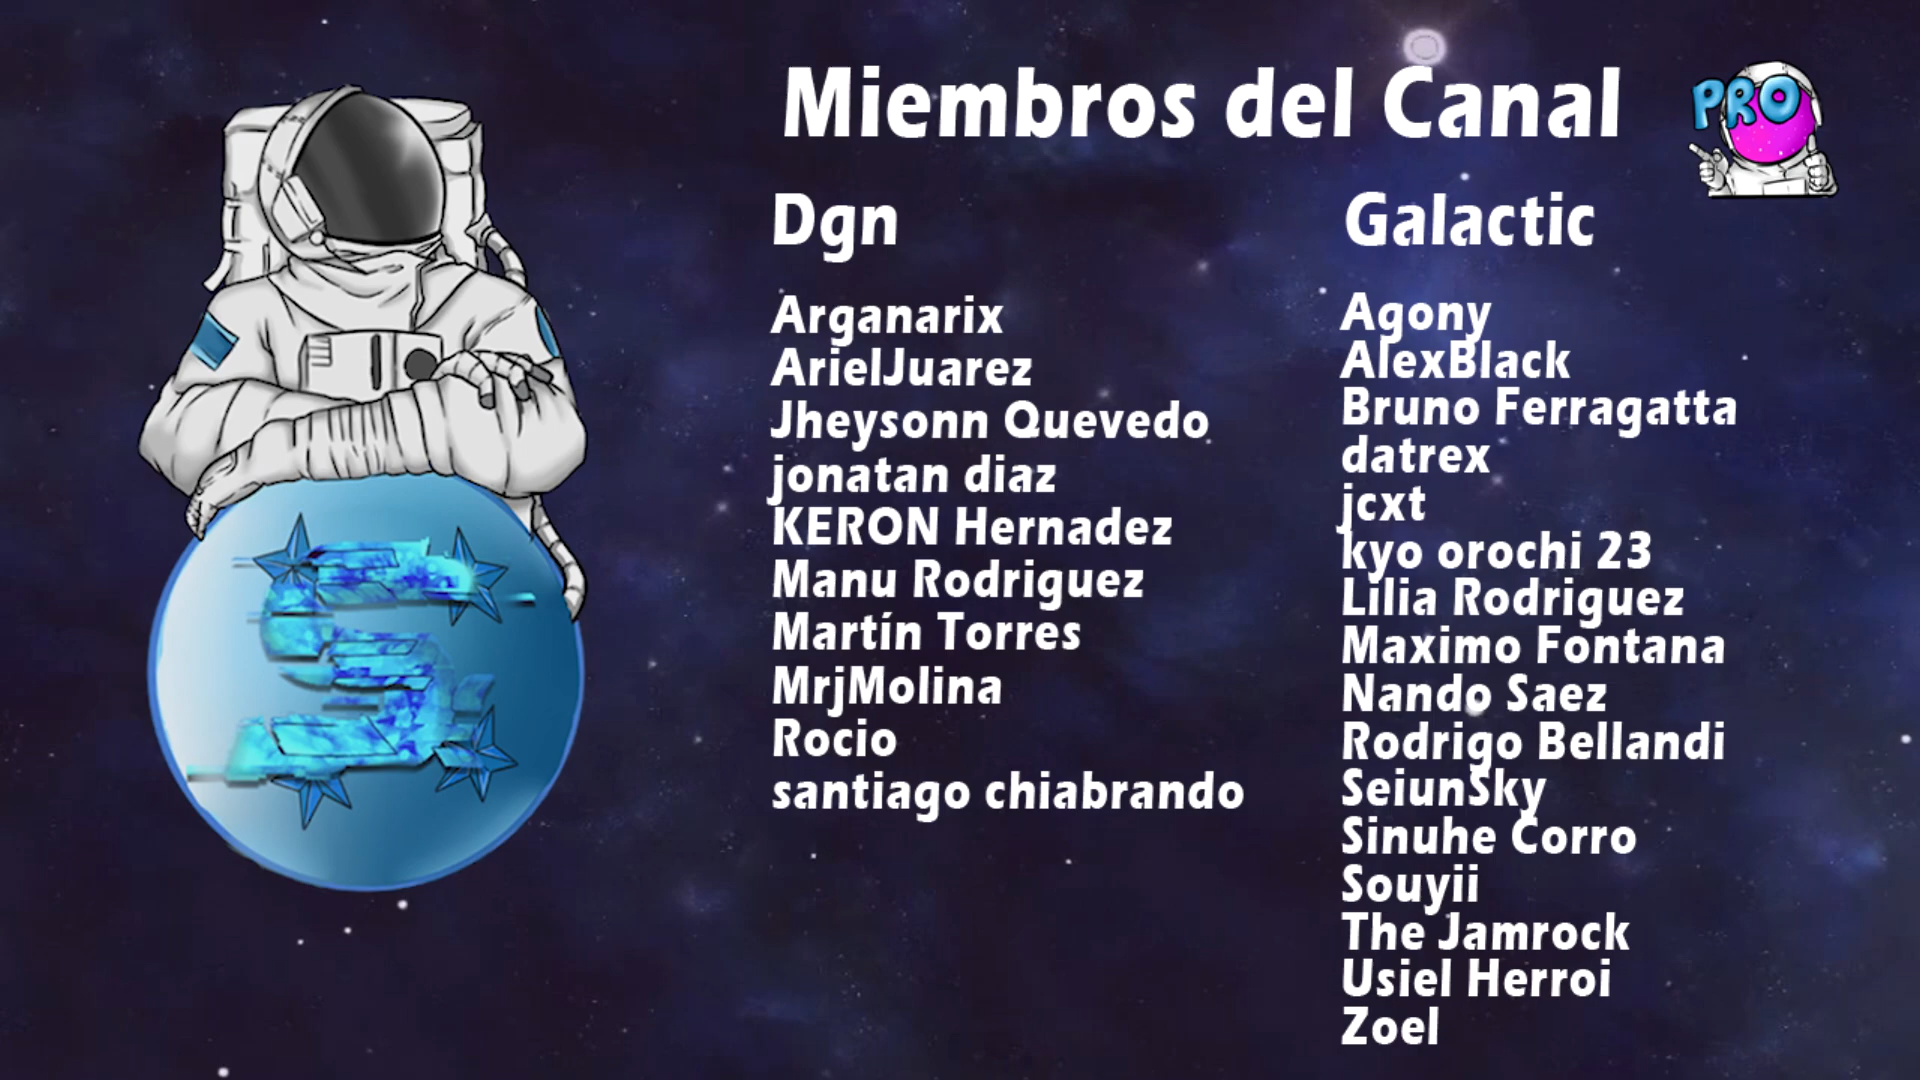 Miembros del Canal
PRO
Dgn
Arganarix
ArielJuarez
Jheysonn Quevedo
jonatan diaz
KERON Hernadez
Manu Rodriguez
Martín Torres
MrjMolina
Rocio
santiago chiabrando
Galactic
Agony
AlexBlack
Bruno Ferragatta
datrex
jcxt
kyo orochi 23
Lilia Rodriguez
Maximo Fontana
Nando Saez
Rodrigo Bellandi
SeiunSky
Sinuhe Corro
Souyii
The Jamrock
Usiel Herroi
Zoel
S